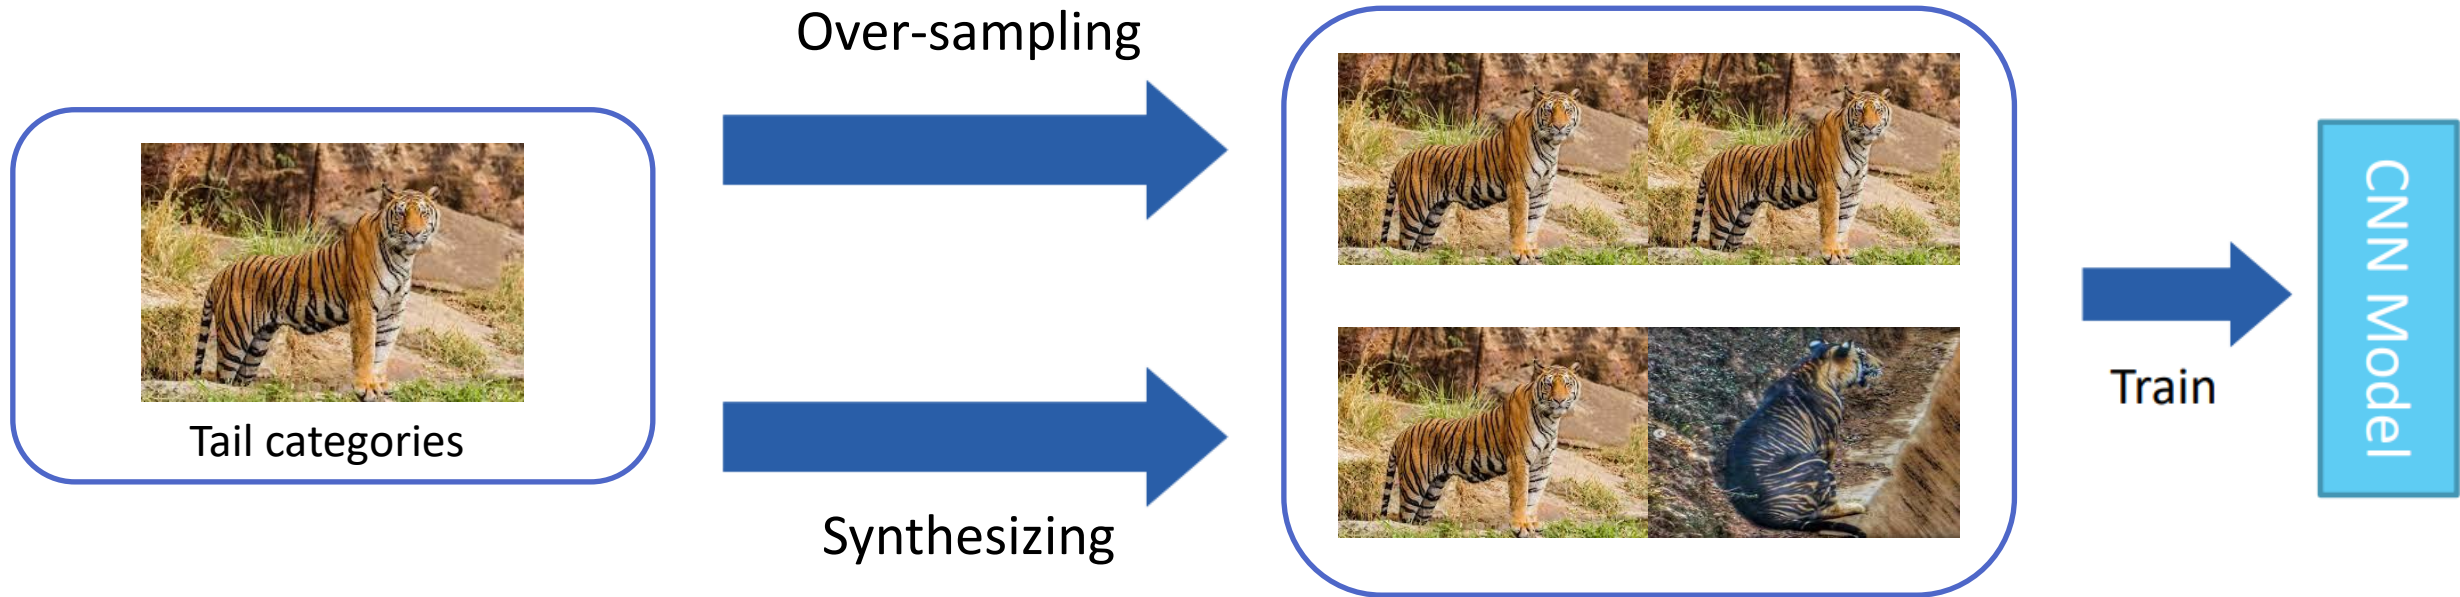 Over-sampling
Tail categories
Synthesizing
Train
CNN Model